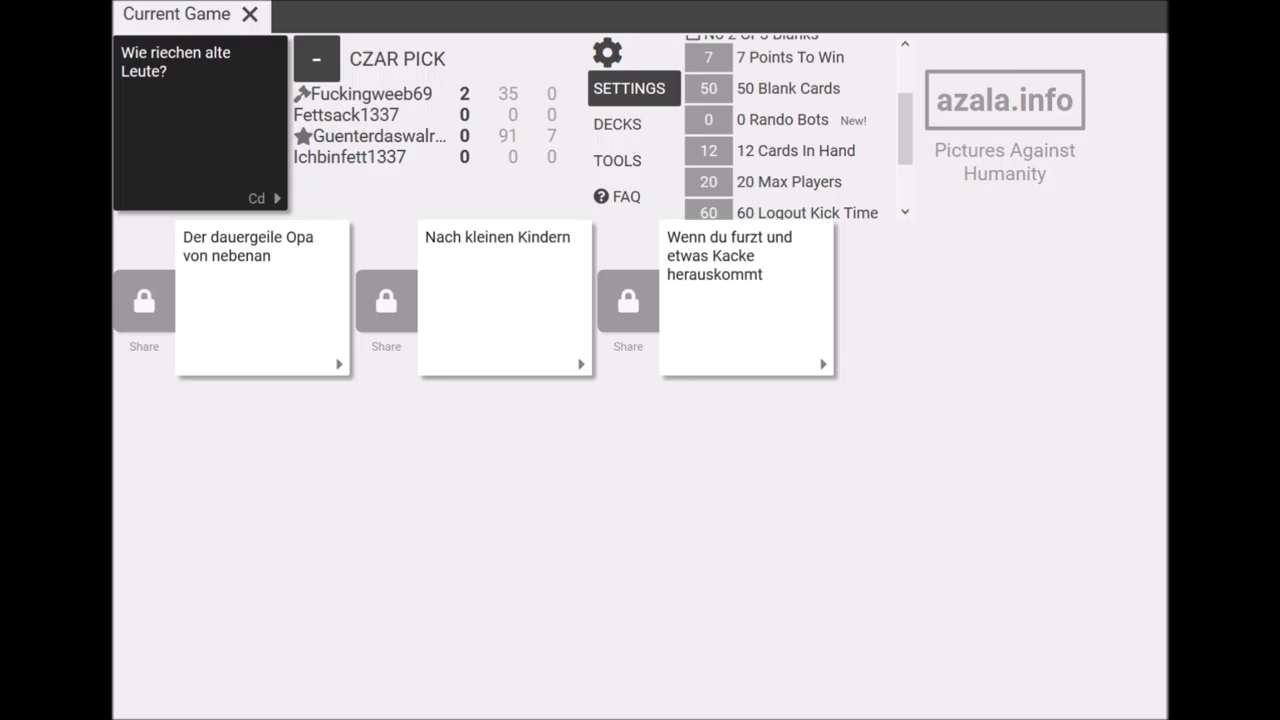 Current Game
Wie riechen alte
Leute?
Cd
-
CZAR PICK
Fuckingweeb69 2 35 0
Fettsack1337 0 0 0
Guenterdaswalr... 0 91 7
Ichbinfett1337 0 0 0
SETTINGS
DECKS
TOOLS
? FAQ
7 7 Points To Win
50 50 Blank Cards
0 0 Rando Bots New!
12 12 Cards In Hand
20 20 Max Players
60 60 Logout Kick Time
azala.info
Pictures Against
Humanity
Share
Der dauergeile Opa
von nebenan
Share
Nach kleinen Kindern
Share
Wenn du furzt und
etwas Kacke
herauskommt